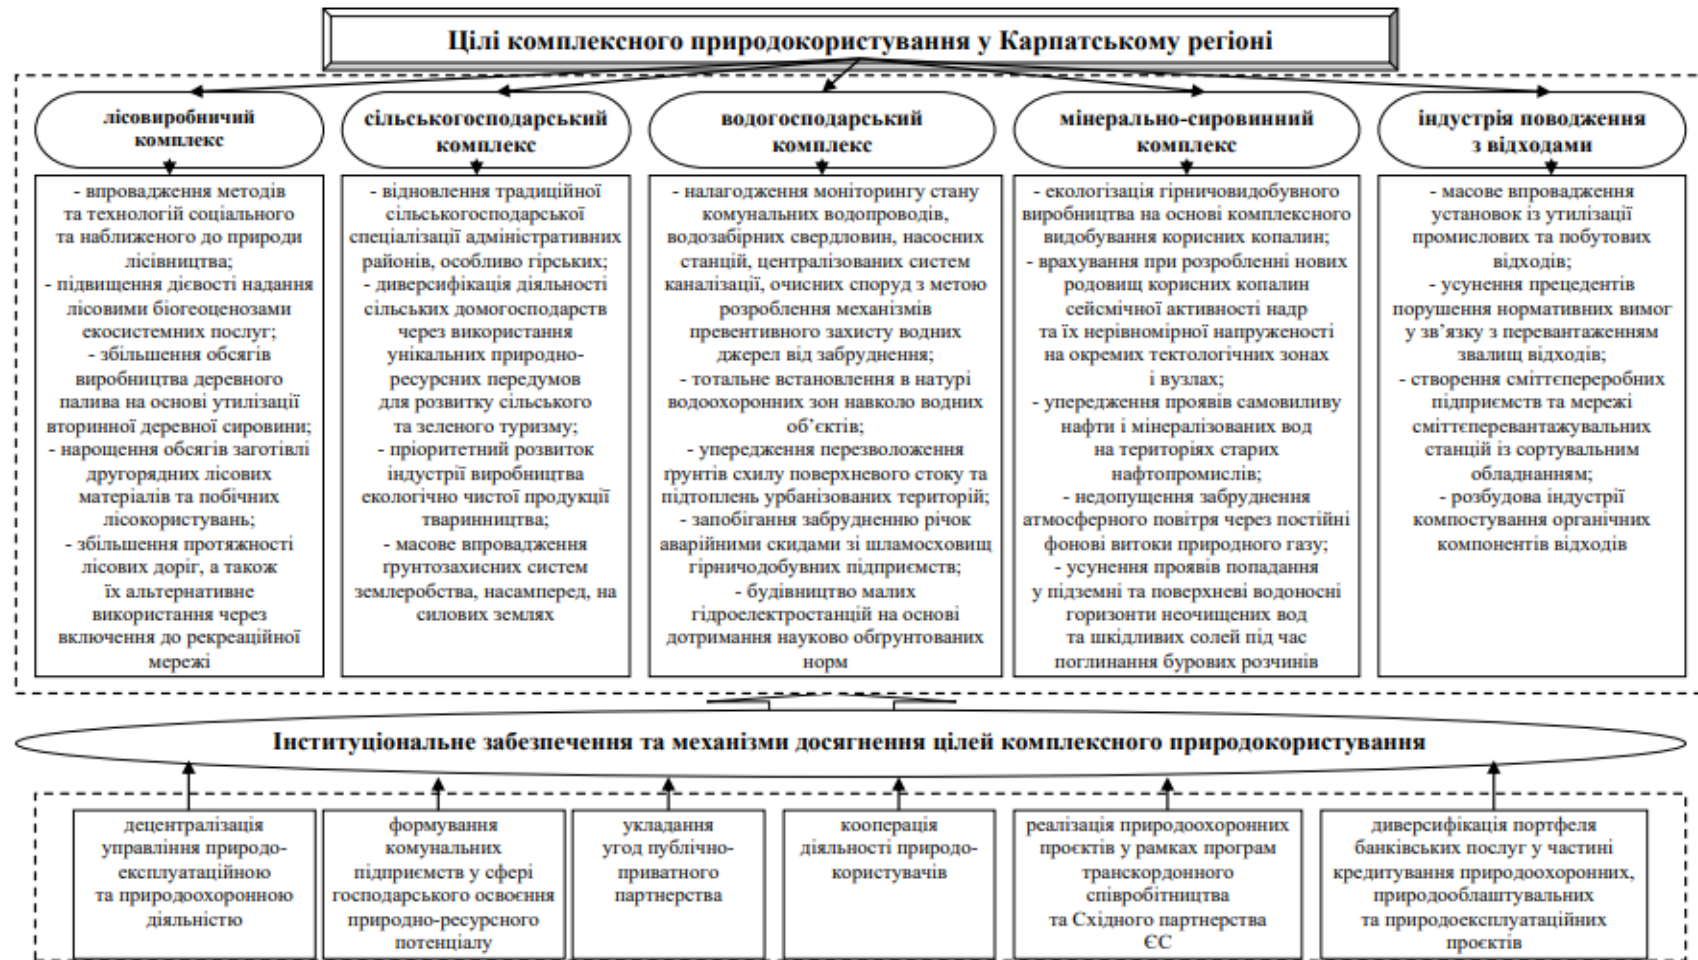 Цілі комплексного природокористування у Карпатському регіоні
лісовиробничий
комплекс
сільськогосподарський
комплекс
водогосподарський
комплекс
мінерально-сировинний
комплекс
індустрія поводження
з відходами
- впровадження методів
та технологій соціального
та наближеного до природи
лісівництва;
- підвищення дієвості надання
лісовими біогеоценозами
екосистемних послуг;
- збільшення обсягів
виробництва деревного
палива на основі утилізації
вторинної деревної сировини;
- нарощення обсягів заготівлі
другорядних лісових
матеріалів та побічних
лісокористувань;
- збільшення протяжності
лісових доріг, а також
їх альтернативне
використання через
включення до рекреаційної
мережі
- відновлення традиційної
сільськогосподарської
спеціалізації адміністративних
районів, особливо гірських;
- диверсифікація діяльності
сільських домогосподарств
через використання
унікальних природно-
ресурсних передумов
для розвитку сільського
та зеленого туризму;
- пріоритетний розвиток
індустрії виробництва
екологічно чистої продукції
тваринництва;
- масове впровадження
ґрунтозахисних систем
землеробства, насамперед, на
силових землях
- налагодження моніторингу стану
комунальних водопроводів,
водозабірних свердловин, насосних
станцій, централізованих систем
каналізації, очисних споруд з метою
розроблення механізмів
превентивного захисту водних
джерел від забруднення;
- тотальне встановлення в натурі
водоохоронних зон навколо водних
об’єктів;
- упередження перезволоження
ґрунтів схилу поверхневого стоку та
підтоплень урбанізованих територій;
- запобігання забрудненню річок
аварійними скидами зі шламосховищ
гірничодобувних підприємств;
- будівництво малих
гідроелектростанцій на основі
дотримання науково обґрунтованих
норм
- екологізація гірничовидобувного
виробництва на основі комплексного
видобування корисних копалин;
- врахування при розробленні нових
родовищ корисних копалин
сейсмічної активності надр
та їх нерівномірної напруженості
на окремих тектологічних зонах
і вузлах;
- упередження проявів самовиливу
нафти і мінералізованих вод
на територіях старих
нафтопромислів;
- недопущення забруднення
атмосферного повітря через постійні
фонові витоки природного газу;
- усунення проявів попадання
у підземні та поверхневі водоносні
горизонти неочищених вод
та шкідливих солей під час
поглинання бурових розчинів
- масове впровадження
установок із утилізації
промислових та побутових
відходів;
- усунення прецедентів
порушення нормативних вимог
у зв’язку з перевантаженням
звалищ відходів;
- створення сміттєпереробних
підприємств та мережі
сміттєперевантажувальних
станцій із сортувальним
обладнанням;
- розбудова індустрії
компостування органічних
компонентів відходів
Інституціональне забезпечення та механізми досягнення цілей комплексного природокористування
децентралізація
управління природо-
експлуатаційною
та природоохоронною
діяльністю
формування
комунальних
підприємств у сфері
господарського освоєння
природно-ресурсного
потенціалу
укладання
угод публічно-
приватного
партнерства
кооперація
діяльності природо-
користувачів
реалізація природоохоронних
проєктів у рамках програм
транскордонного
співробітництва
та Східного партнерства
ЄС
диверсифікація портфеля
банківських послуг у частині
кредитування природоохоронних,
природооблаштувальних
та природоексплуатаційних
проєктів